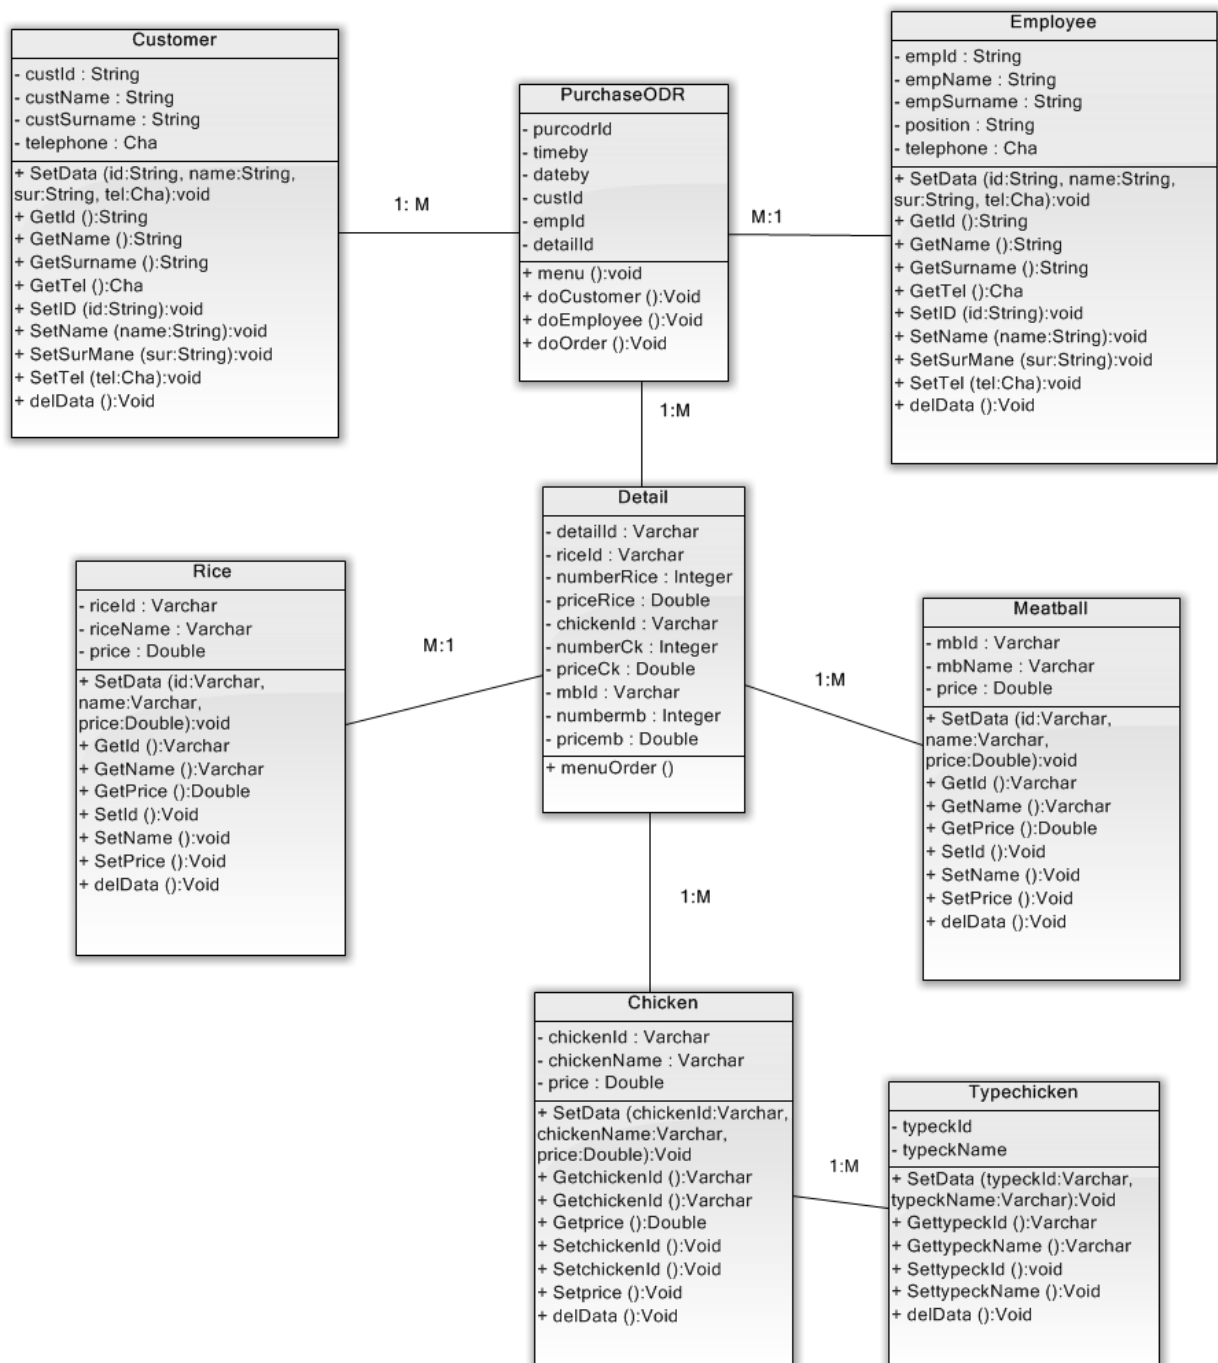 Customer
- custId : String
- custName : String
- custSurname : String
- telephone : Cha
+ SetData (id:String, name:String,
sur:String, tel:Cha):void
+ GetId ():String
+ GetName ():String
+ GetSurname ():String
+ GetTel ():Cha
+ SetID (id:String):void
+ SetName (name:String):void
+ SetSurMane (sur:String):void
+ SetTel (tel:Cha):void
+ delData ():Void
1: M
PurchaseODR
- purcodrId
- timeby
- dateby
- custId
- empId
- detailId
+ menu ():void
+ doCustomer ():Void
+ doEmployee ():Void
+ doOrder ():Void
M:1
Employee
- empId : String
- empName : String
- empSurname : String
- position : String
- telephone : Cha
+ SetData (id:String, name:String,
sur:String, tel:Cha):void
+ GetId ():String
+ GetName ():String
+ GetSurname ():String
+ GetTel ():Cha
+ SetID (id:String):void
+ SetName (name:String):void
+ SetSurMane (sur:String):void
+ SetTel (tel:Cha):void
+ delData ():Void
1:M
Rice
- riceId : Varchar
- riceName : Varchar
- price : Double
+ SetData (id:Varchar,
name:Varchar,
price:Double):void
+ GetId ():Varchar
+ GetName ():Varchar
+ GetPrice ():Double
+ SetId ():Void
+ SetName ():void
+ SetPrice ():Void
+ delData ():Void
M:1
Detail
- detailId : Varchar
- riceId : Varchar
- numberRice : Integer
- priceRice : Double
- chickenId : Varchar
- numberCk : Integer
- priceCk : Double
- mbId : Varchar
- numbermb : Integer
- pricemb : Double
+ menuOrder ()
1:M
Meatball
- mbId : Varchar
- mbName : Varchar
- price : Double
+ SetData (id:Varchar,
name:Varchar,
price:Double):void
+ GetId ():Varchar
+ GetName ():Varchar
+ GetPrice ():Double
+ SetId ():Void
+ SetName ():Void
+ SetPrice ():Void
+ delData ():Void
1:M
Chicken
- chickenId : Varchar
- chickenName : Varchar
- price : Double
+ SetData (chickenId:Varchar,
chickenName:Varchar,
price:Double):Void
+ GetchickenId ():Varchar
+ GetchickenId ():Varchar
+ Getprice ():Double
+ SetchickenId ():Void
+ SetchickenId ():Void
+ Setprice ():Void
+ delData ():Void
1:M
Typechicken
- typeckId
- typeckName
+ SetData (typeckId:Varchar,
typeckName:Varchar):Void
+ GettypeckId ():Varchar
+ GettypeckName ():Varchar
+ SettypeckId ():void
+ SettypeckName ():Void
+ delData ():Void